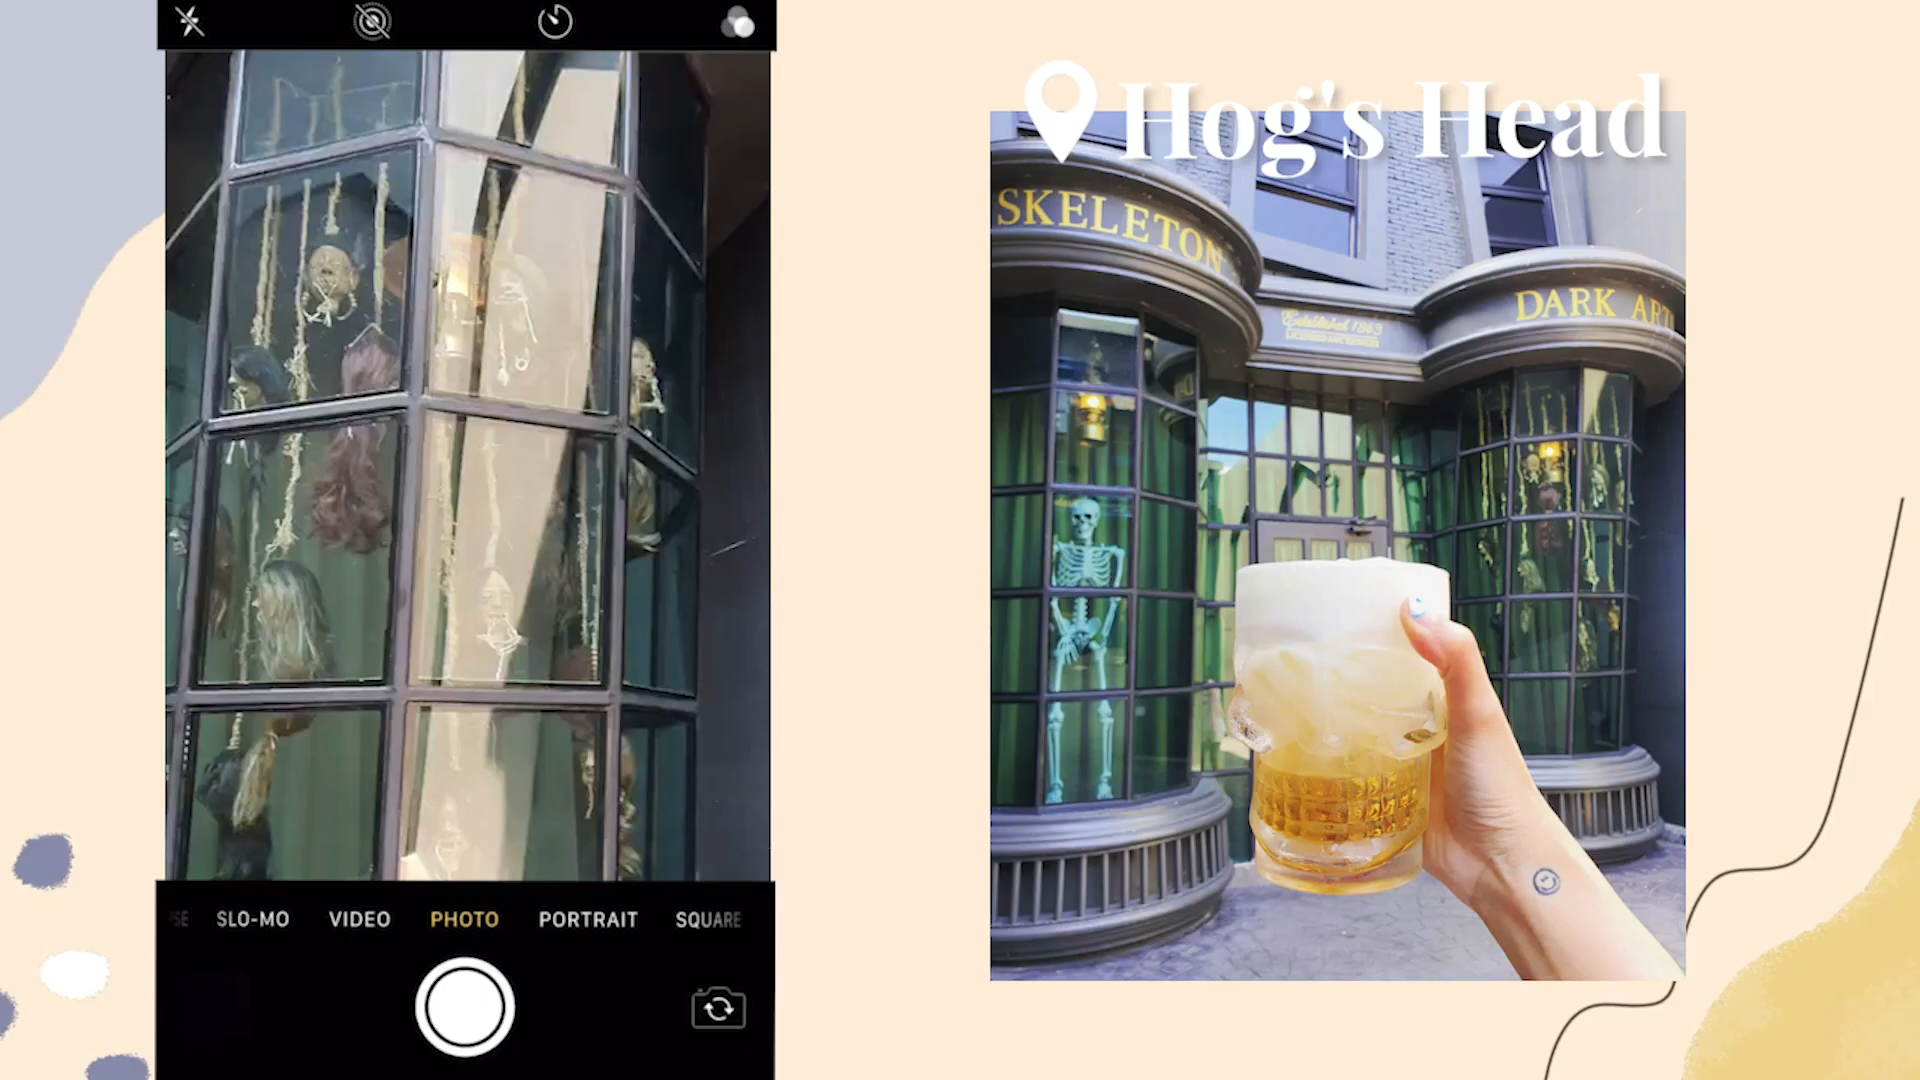 SLO-MO VIDEO PHOTO PORTRAIT SQUARE
Hog's Head
SKELETON
DARK ART
Established 1863